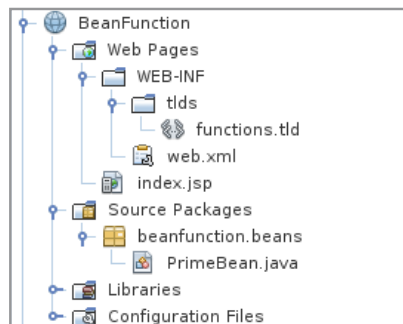 BeanFunction
Web Pages
WEB-INF
tlds
functions.tld
web.xml
index.jsp
Source Packages
beanfunction.beans
PrimeBean.java
Libraries
Configuration Files